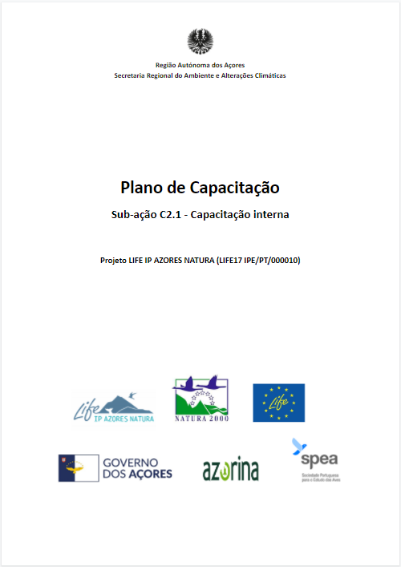 Região Autónoma dos Açores
Secretaria Regional do Ambiente e Alterações Climáticas
Plano de Capacitação
Sub-ação C2.1 - Capacitação interna
Projeto LIFE IP AZORES NATURA (LIFE17 IPE/PT/000010)
Life
IP AZORES NATURA
NATURA 2000
Life
GOVERNO
DOS AÇORES
azorina
spea
Sociedade Portuguesa
para o Estudo das Aves